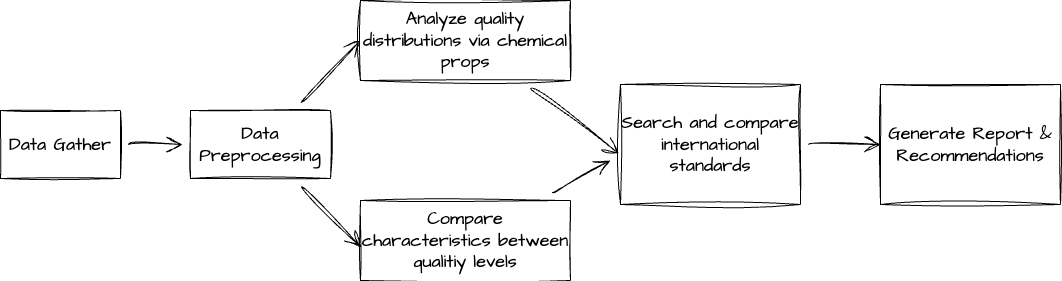 Data Gather
Data
Preprocessing
Analyze quality
distributions via chemical
props
Compare
characteristics between
qualitiy levels
Search and compare
international
standards
Generate Report &
Recommendations